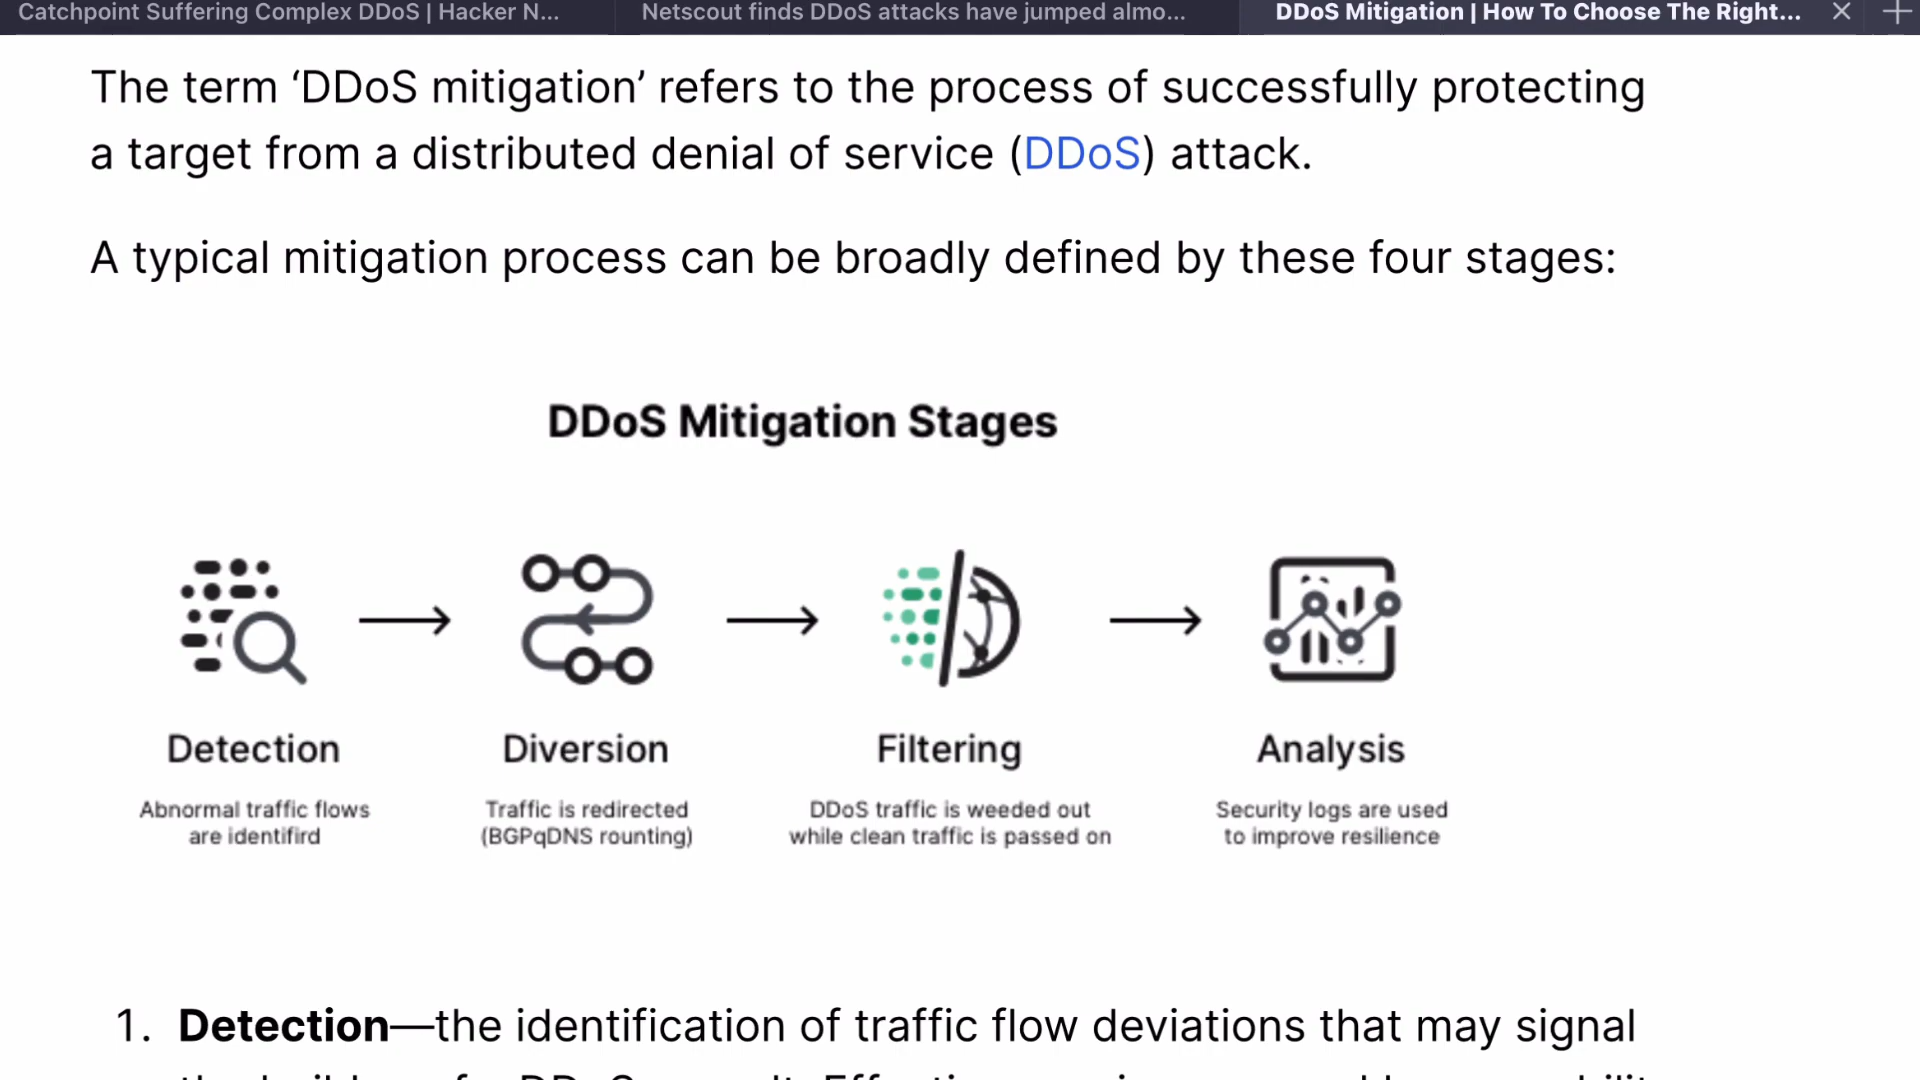 Catchpoint Suffering Complex DDoS | Hacker N...
Netscout finds DDoS attacks have jumped almo...
DDoS Mitigation | How To Choose The Right...
The term ‘DDoS mitigation’ refers to the process of successfully protecting
a target from a distributed denial of service (DDoS) attack.
A typical mitigation process can be broadly defined by these four stages:
DDoS Mitigation Stages
Detection
Abnormal traffic flows
are identifird
Diversion
Traffic is redirected
(BGPqDNS rounting)
Filtering
DDoS traffic is weeded out
while clean traffic is passed on
Analysis
Security logs are used
to improve resilience
1. Detection—the identification of traffic flow deviations that may signal